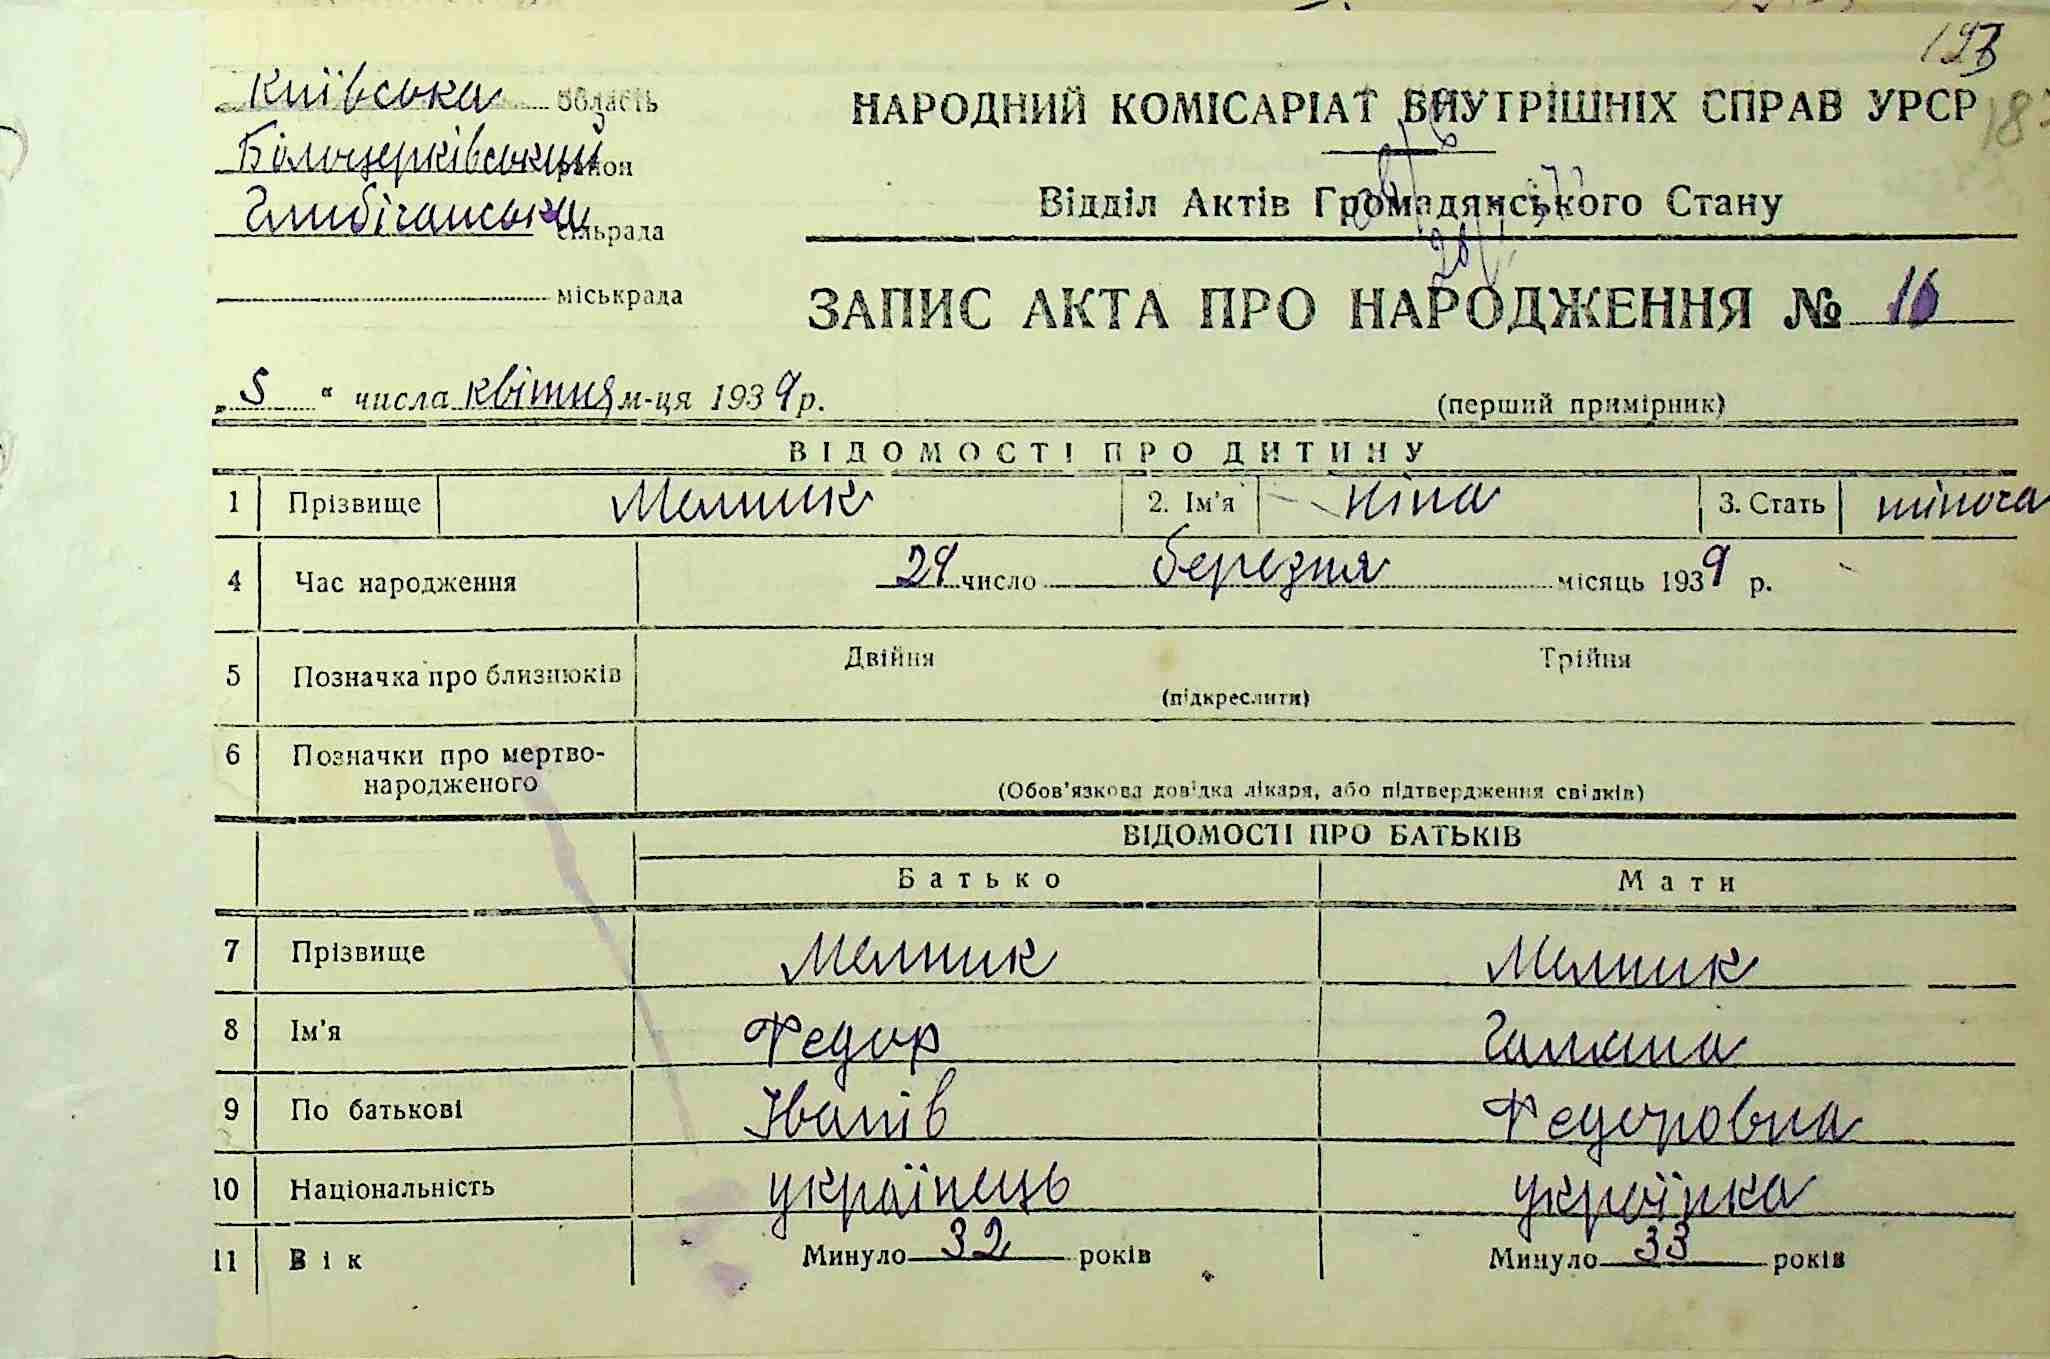 193
Київська область
НАРОДНИЙ КОМІСАРІАТ ВНУТРІШНІХ СПРАВ УРСР 187
Білоцерківський район
Відділ Актів Громадянського Стану
Глибічанська сільрада
міськрада
ЗАПИС АКТА ПРО НАРОДЖЕННЯ № 16
„ 5 “ числа квітня м-ця 1939 р.
(перший примірник)
ВІДОМОСТІ ПРО ДИТИНУ
1 Прізвище Мельник 2. Ім'я Ніна 3. Стать жіноча
4 Час народження 29 число березня місяць 1939 р.
5 Позначка про близнюків Двійня Трійня
(підкреслити)
6 Позначки про мертво-
народженого
(Обов'язкова довідка лікаря, або підтвердження свідків)
ВІДОМОСТІ ПРО БАТЬКІВ
Батько Мати
7 Прізвище Мельник Мельник
8 Ім'я Федор Галина
9 По батькові Іванів Федоровна
10 Національність українець українка
11 Вік Минуло 32 років Минуло 33 років